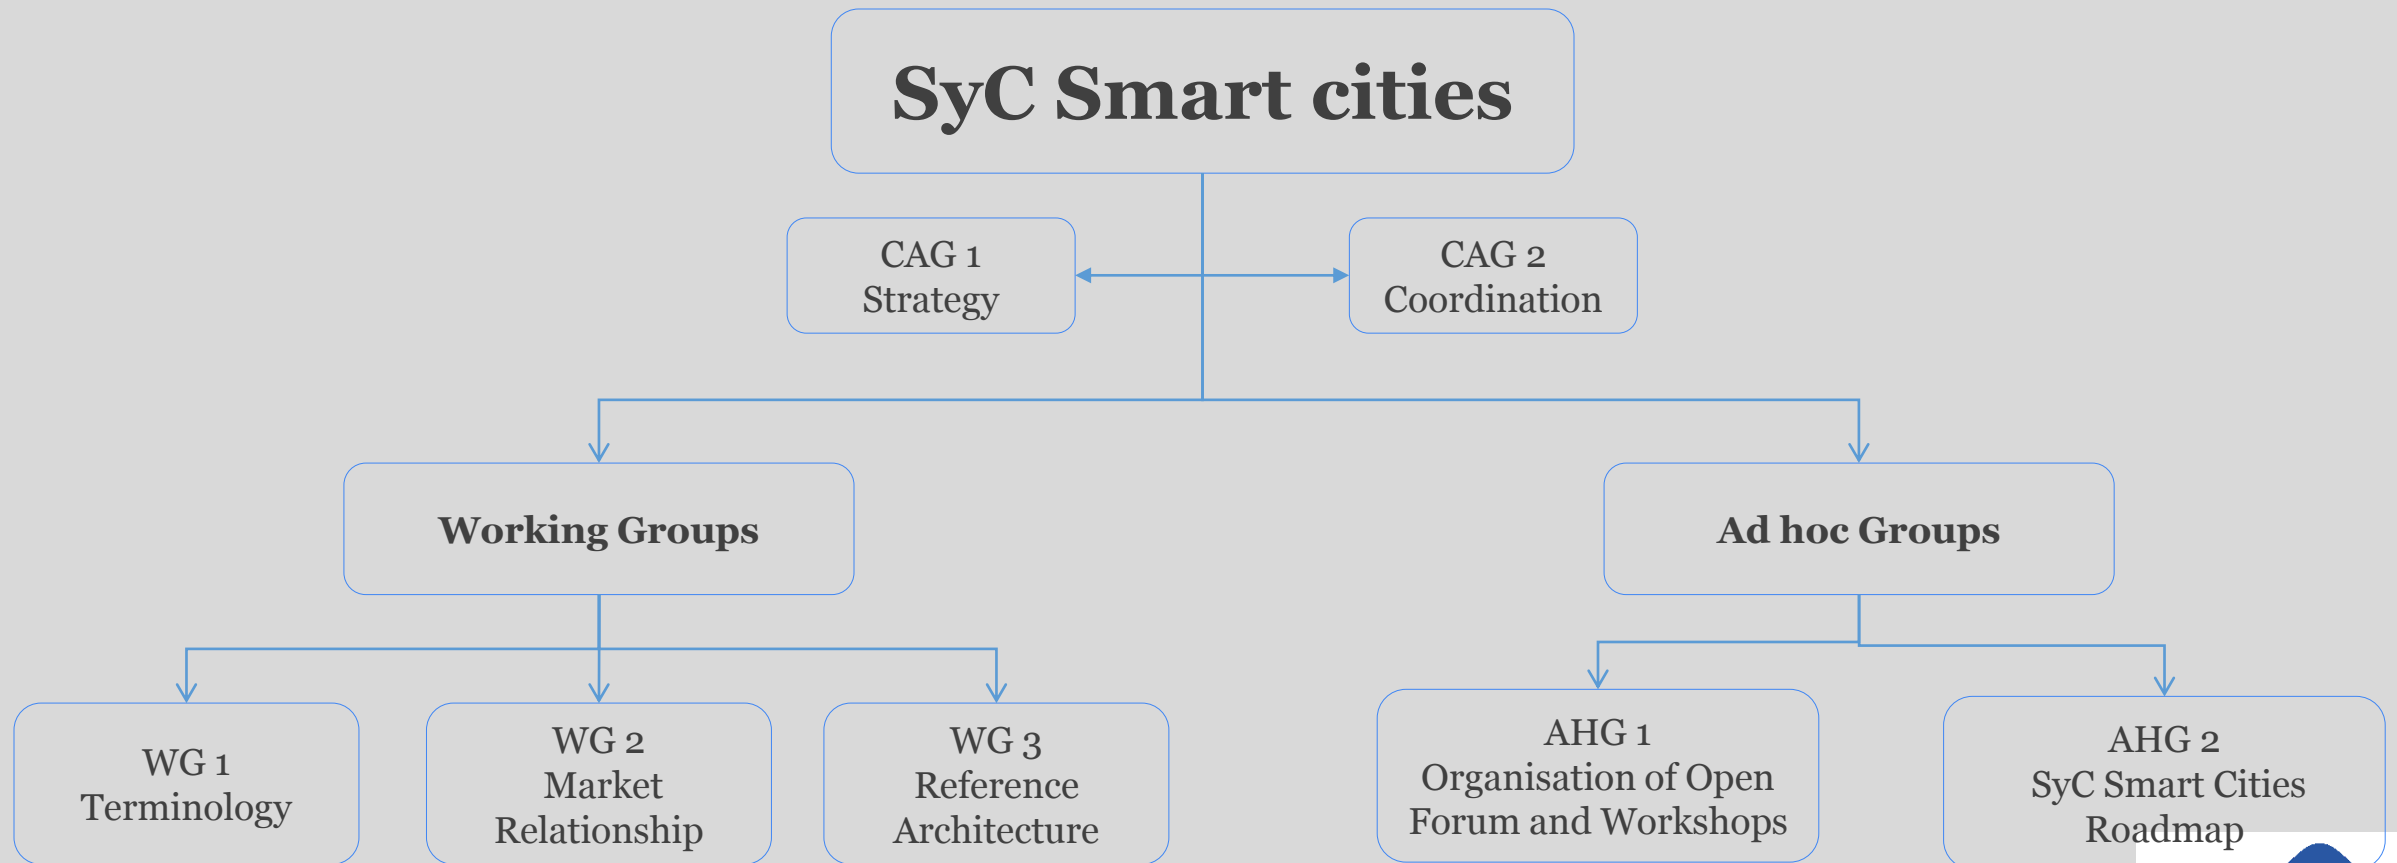 SyC Smart cities
CAG 1
Strategy
CAG 2
Coordination
Working Groups
Ad hoc Groups
WG 1
Terminology
WG 2
Market
Relationship
WG 3
Reference
Architecture
AHG 1
Organisation of Open
Forum and Workshops
AHG 2
SyC Smart Cities
Roadmap